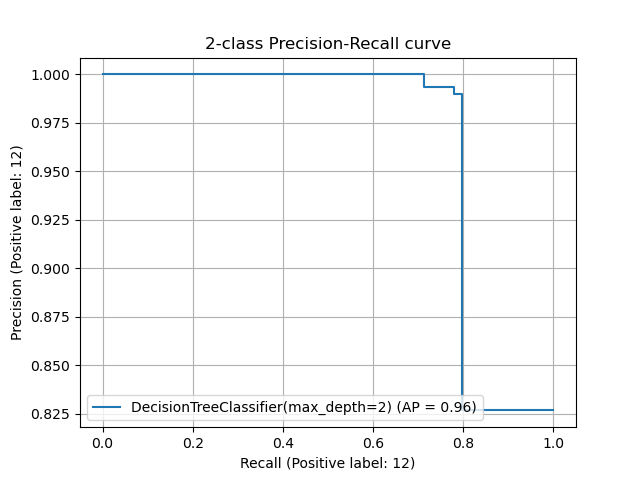 2-class Precision-Recall curve
Precision (Positive label: 12)
1.000
0.975
0.950
0.925
0.900
0.875
0.850
0.825
DecisionTreeClassifier(max_depth=2) (AP = 0.96)
0.0 0.2 0.4 0.6 0.8 1.0
Recall (Positive label: 12)